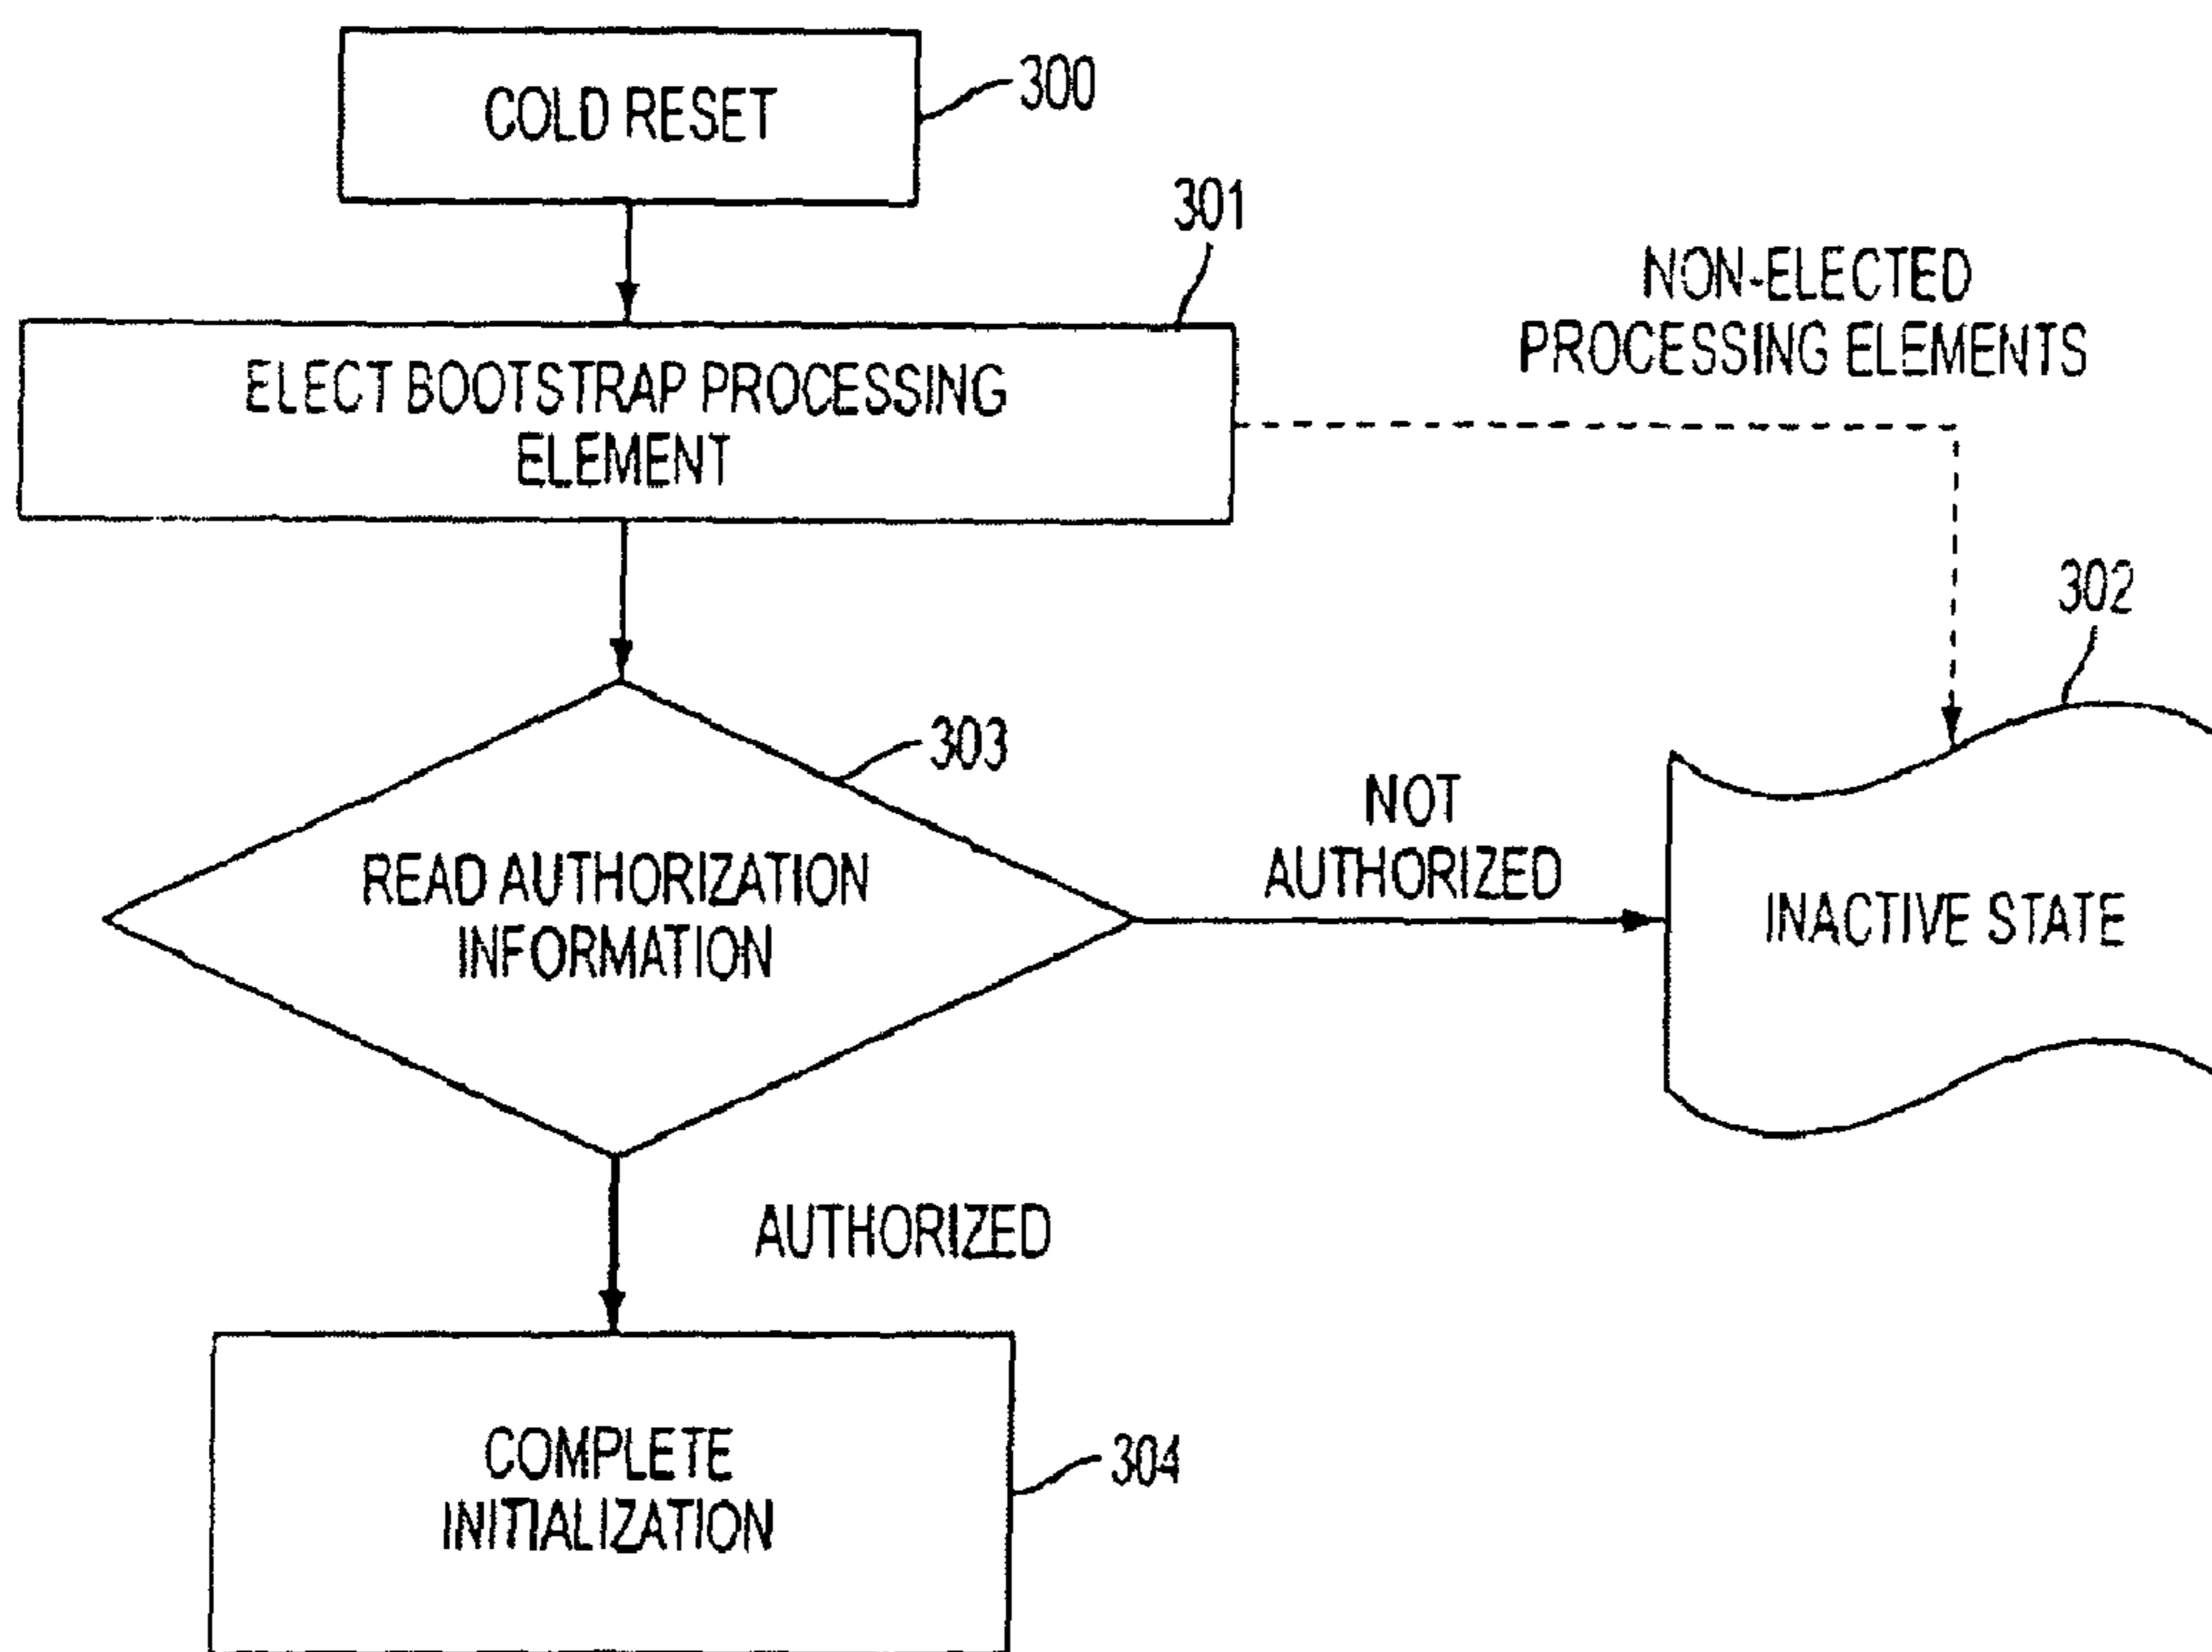 COLD RESET
300
301
ELECT BOOTSTRAP PROCESSING
ELEMENT
NON-ELECTED
PROCESSING ELEMENTS
302
303
READ AUTHORIZATION
INFORMATION
NOT
AUTHORIZED
INACTIVE STATE
AUTHORIZED
COMPLETE
INITIALIZATION
304